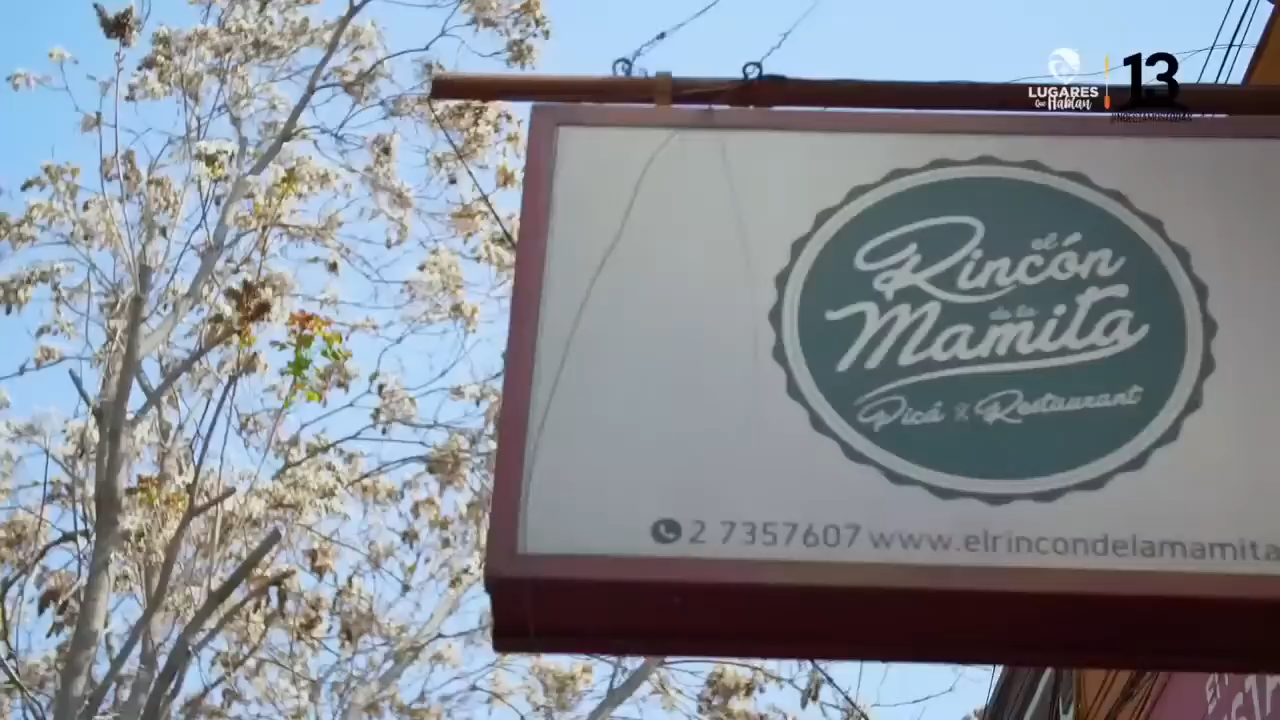 LUGARES
Que Hablan
13
el
Rincón
de la
Mamita
Picá & Restaurant
2 7357607 www.elrincondelamamita